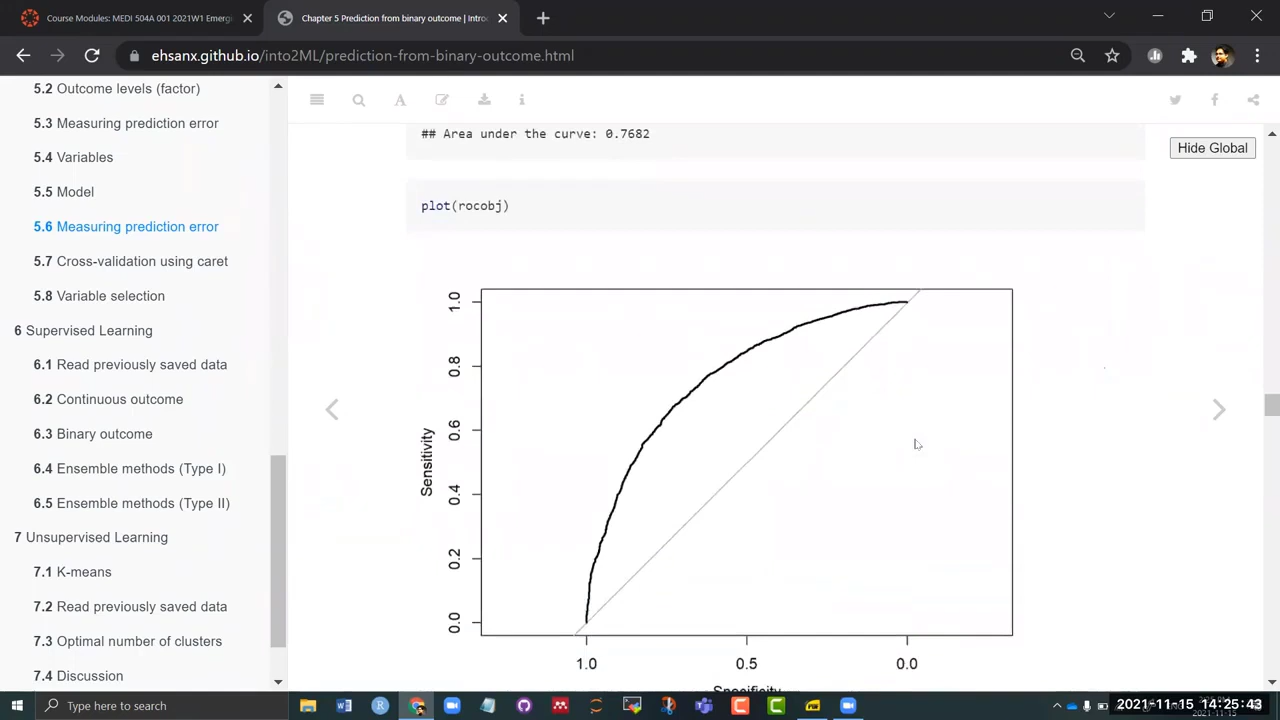 Course Modules: MEDI 504A 001 2021W1 Emergi
Chapter 5 Prediction from binary outcome | Intro
ehsanx.github.io/into2ML/prediction-from-binary-outcome.html
5.2 Outcome levels (factor)
5.3 Measuring prediction error
5.4 Variables
5.5 Model
5.6 Measuring prediction error
5.7 Cross-validation using caret
5.8 Variable selection
6 Supervised Learning
6.1 Read previously saved data
6.2 Continuous outcome
6.3 Binary outcome
6.4 Ensemble methods (Type I)
6.5 Ensemble methods (Type II)
7 Unsupervised Learning
7.1 K-means
7.2 Read previously saved data
7.3 Optimal number of clusters
7.4 Discussion
## Area under the curve: 0.7682
Hide Global
plot(rocobj)
Sensitivity
1.0
0.8
0.6
0.4
0.2
0.0
1.0 0.5 0.0
Specificity
Type here to search
2021-11-15 14:25:43